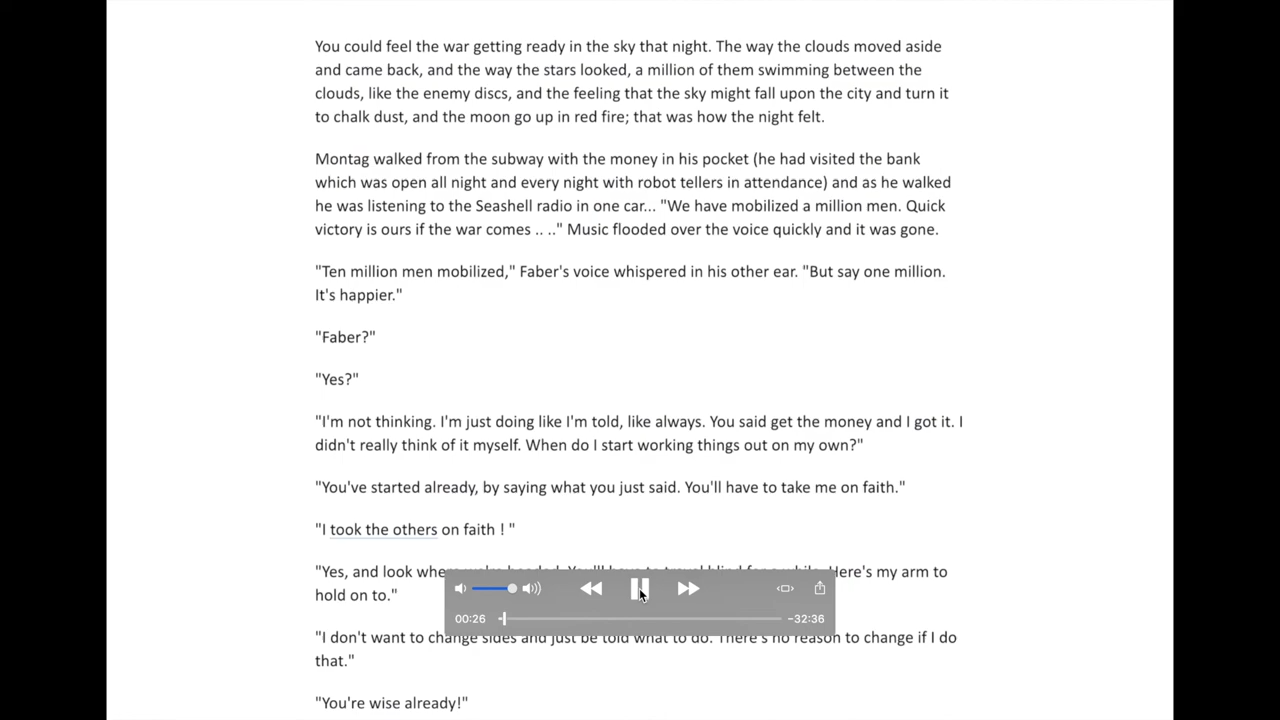 You could feel the war getting ready in the sky that night. The way the clouds moved aside
and came back, and the way the stars looked, a million of them swimming between the
clouds, like the enemy discs, and the feeling that the sky might fall upon the city and turn it
to chalk dust, and the moon go up in red fire; that was how the night felt.
Montag walked from the subway with the money in his pocket (he had visited the bank
which was open all night and every night with robot tellers in attendance) and as he walked
he was listening to the Seashell radio in one car... "We have mobilized a million men. Quick
victory is ours if the war comes .. .." Music flooded over the voice quickly and it was gone.
"Ten million men mobilized," Faber's voice whispered in his other ear. "But say one million.
It's happier."
"Faber?"
"Yes?"
"I'm not thinking. I'm just doing like I'm told, like always. You said get the money and I got it. I
didn't really think of it myself. When do I start working things out on my own?"
"You've started already, by saying what you just said. You'll have to take me on faith."
"I took the others on faith ! "
"Yes, and look Here's my arm to
hold on to."
00:26 -32:36
"I don't want to change sides and just be told what to do. There's no reason to change if I do
that."
"You're wise already!"